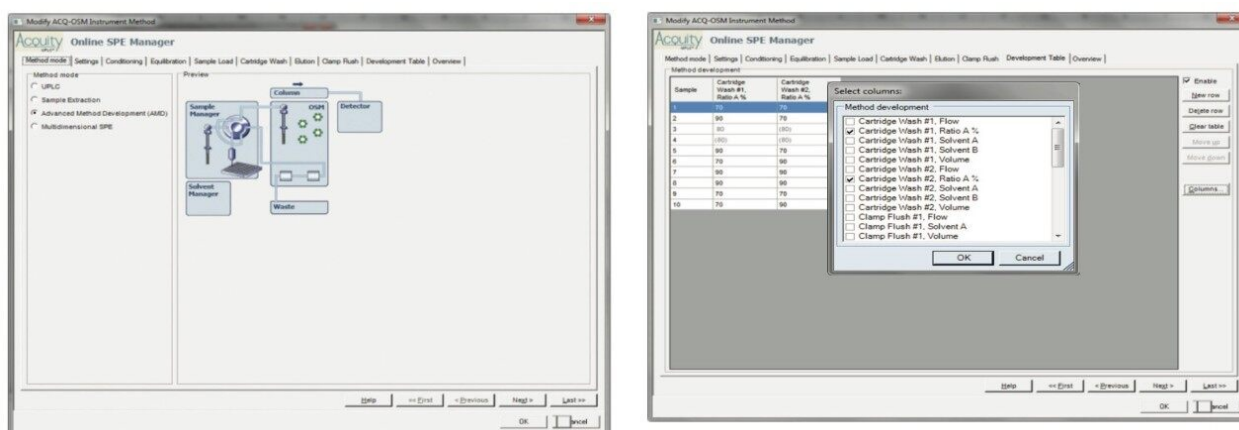 Modify ACQ-OSM Instrument Method
ACQUITY UPLC Online SPE Manager
Method mode | Settings | Conditioning | Equilibration | Sample Load | Cartridge Wash | Elution | Clamp Flush | Development Table | Overview |
Method mode
UPLC
Sample Extraction
Advanced Method Development (AMD)
Multidimensional SPE
Preview
Column
Sample Manager
OSM
Detector
Solvent Manager
Waste
Help
<< First
< Previous
Next >
Last >>
OK
ancel
Modify ACQ-OSM Instrument Method
ACQUITY UPLC Online SPE Manager
Method mode | Settings | Conditioning | Equilibration | Sample Load | Cartridge Wash | Elution | Clamp Flush | Development Table | Overview |
Method development
Sample
Cartridge Wash #1, Ratio A %
Cartridge Wash #2, Ratio A %
1 70 70
2 90 70
3 80 (80)
4 (80) (80)
5 90 70
6 70 90
7 90 90
8 90 90
9 70 70
10 70 90
Select columns:
Method development
Cartridge Wash #1, Flow
Cartridge Wash #1, Ratio A %
Cartridge Wash #1, Solvent A
Cartridge Wash #1, Solvent B
Cartridge Wash #1, Volume
Cartridge Wash #2, Flow
Cartridge Wash #2, Ratio A %
Cartridge Wash #2, Solvent A
Cartridge Wash #2, Solvent B
Cartridge Wash #2, Volume
Clamp Flush #1, Flow
Clamp Flush #1, Solvent A
Clamp Flush #1, Volume
OK
Cancel
Enable
New row
Delete row
Clear table
Move up
Move down
Columns...
Help
<< First
< Previous
Next >
Last >>
OK
ancel